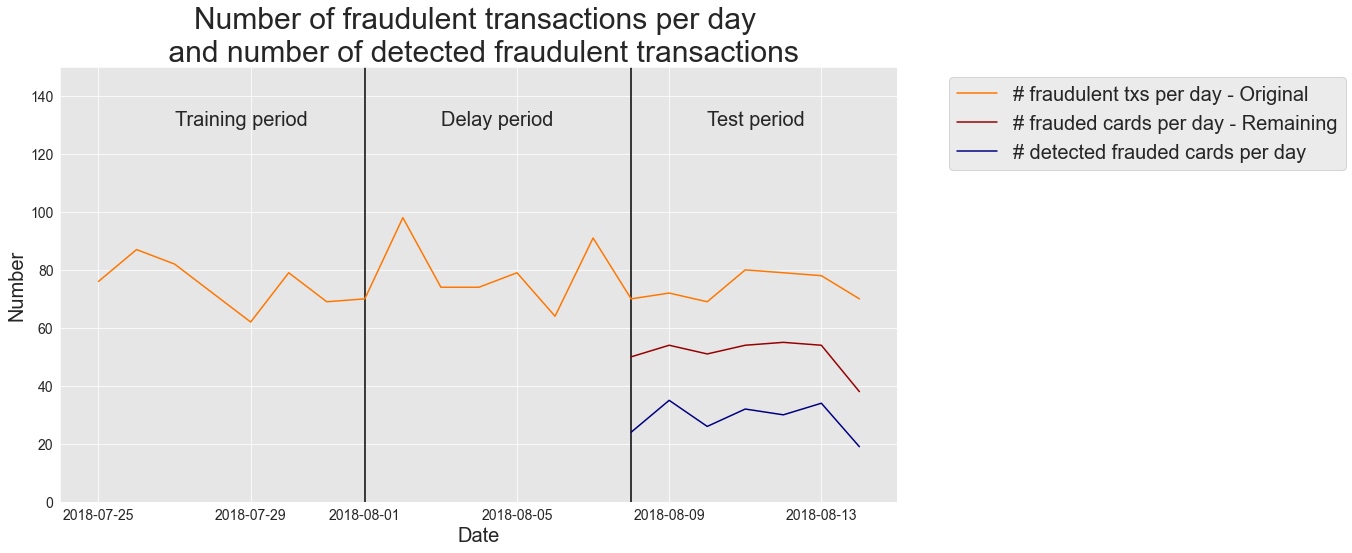 Number of fraudulent transactions per day
and number of detected fraudulent transactions
# fraudulent txs per day - Original
# frauded cards per day - Remaining
# detected frauded cards per day
Training period
Delay period
Test period
Number
140
120
100
80
60
40
20
0
2018-07-25
2018-07-29
2018-08-01
2018-08-05
2018-08-09
2018-08-13
Date